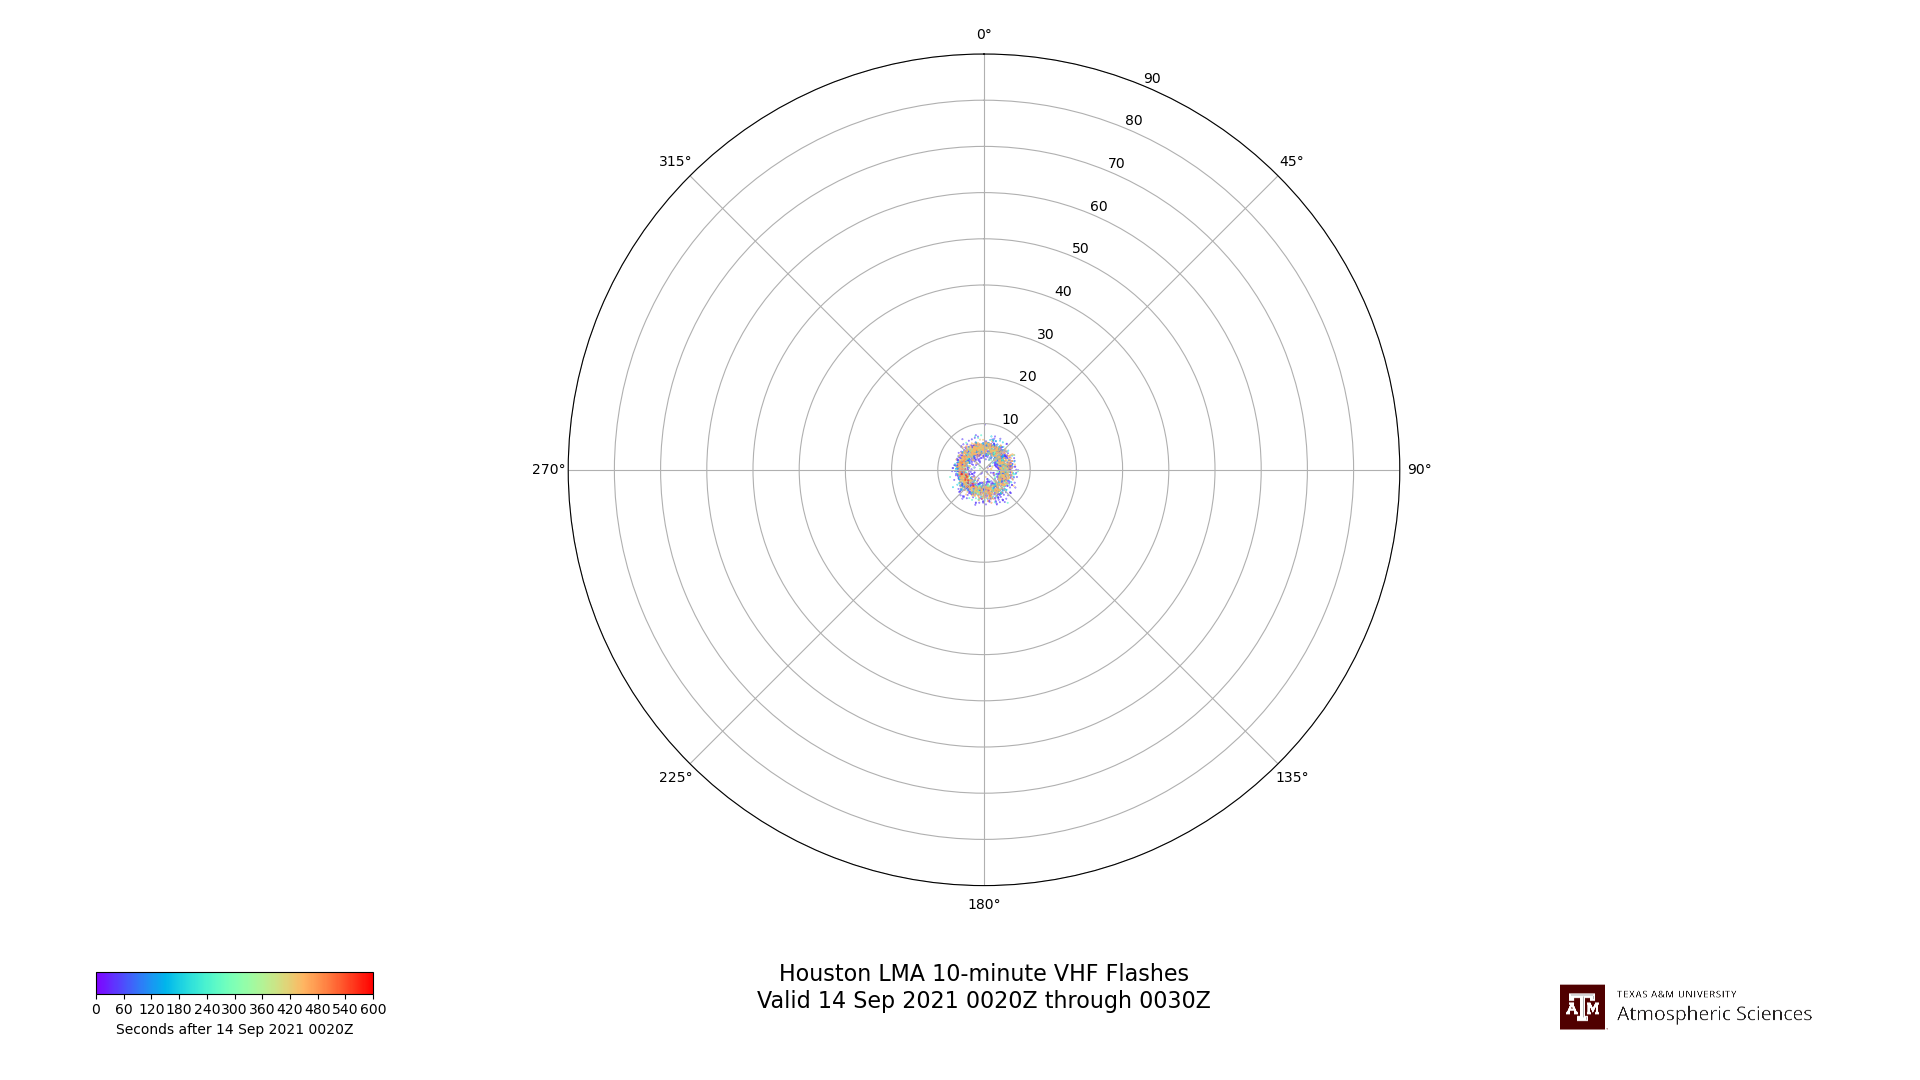 0°
90
80
315°
45°
70
60
50
40
30
20
10
270°
90°
225°
135°
180°
Houston LMA 10-minute VHF Flashes
Valid 14 Sep 2021 0020Z through 0030Z
0 60 120 180 240 300 360 420 480 540 600
Seconds after 14 Sep 2021 0020Z
ATM
TEXAS A&M UNIVERSITY
Atmospheric Sciences